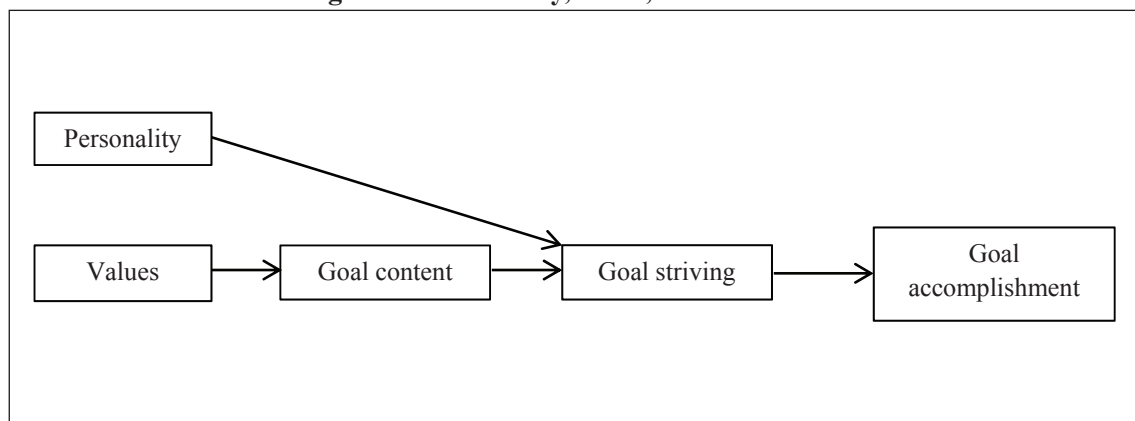 Personality
Values
Goal content
Goal striving
Goal
accomplishment